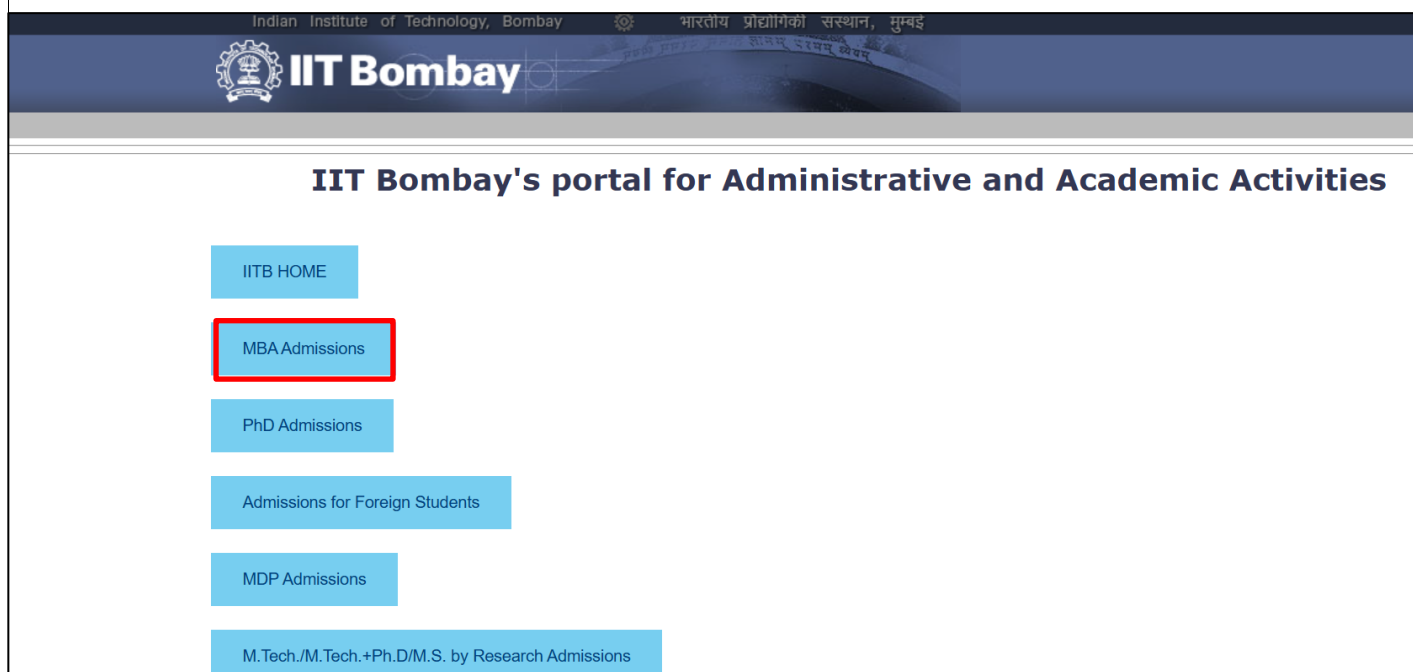 Indian Institute of Technology, Bombay भारतीय प्रौद्योगिकी संस्थान, मुम्बई
IIT Bombay
IIT Bombay's portal for Administrative and Academic Activities
IITB HOME
MBA Admissions
PhD Admissions
Admissions for Foreign Students
MDP Admissions
M.Tech./M.Tech.+Ph.D/M.S. by Research Admissions